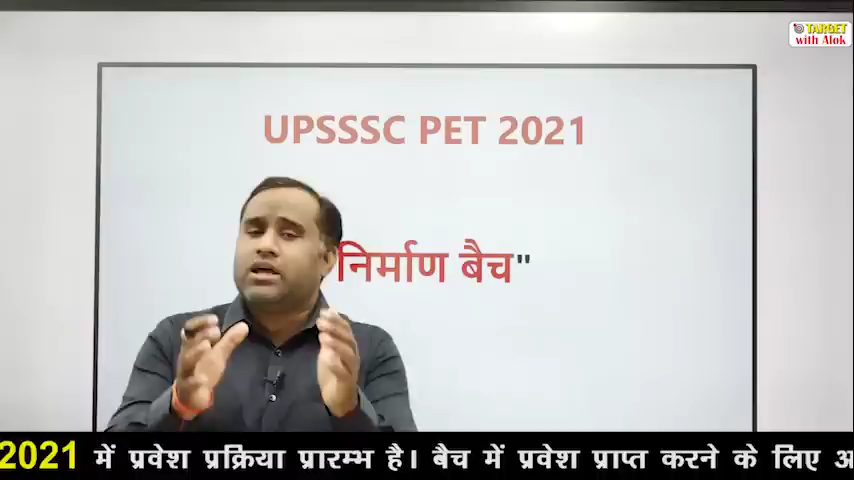 TARGET
with Alok
UPSSSC PET 2021
निर्माण बैच"
2021 में प्रवेश प्रक्रिया प्रारम्भ है। बैच में प्रवेश प्राप्त करने के लिए